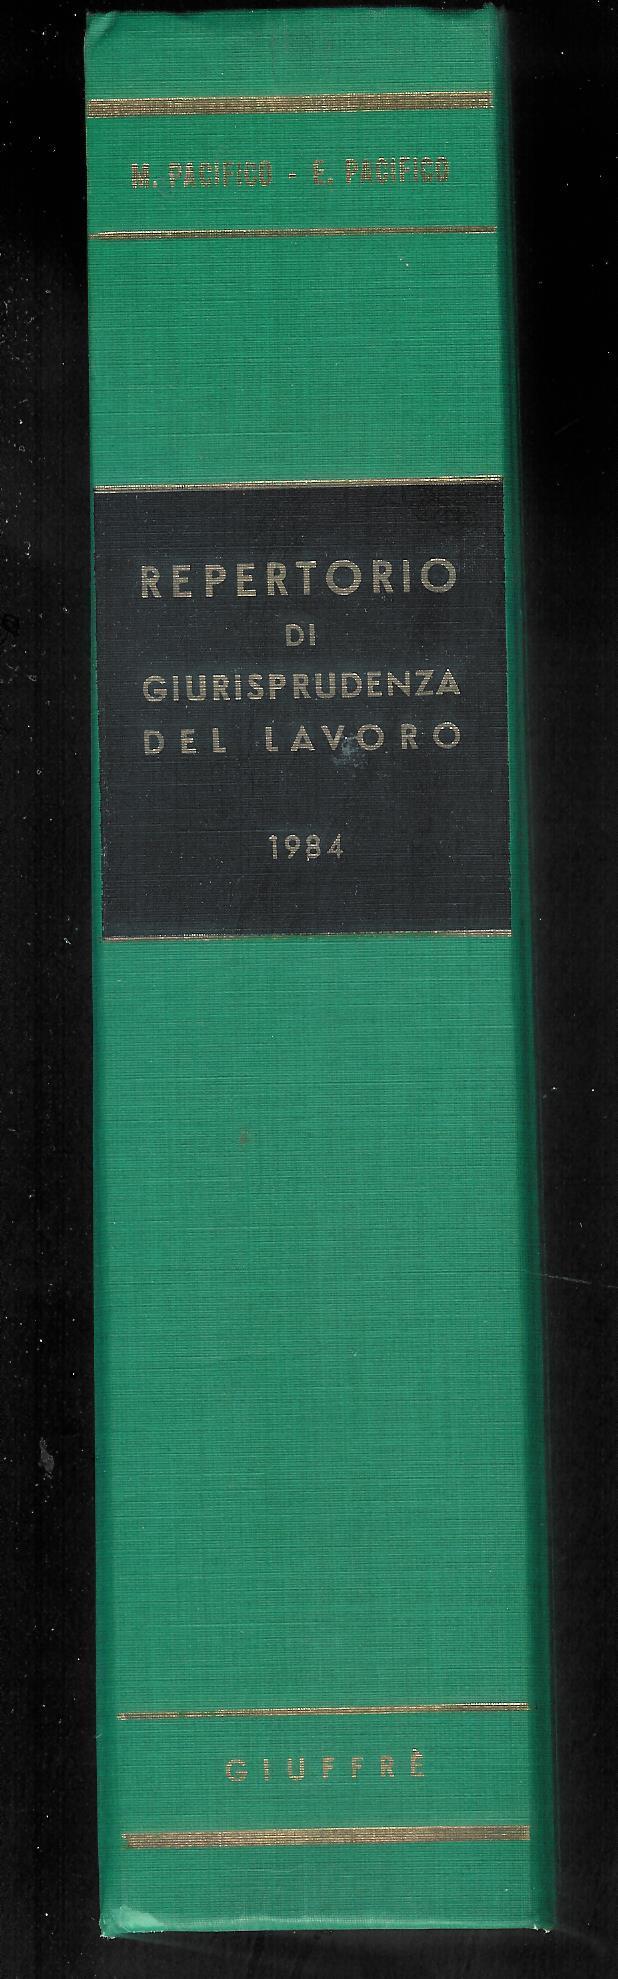 M. PACIFICO - E. PACIFICO
REPERTORIO
DI
GIURISPRUDENZA
DEL LAVORO
1984
GIUFFRÈ